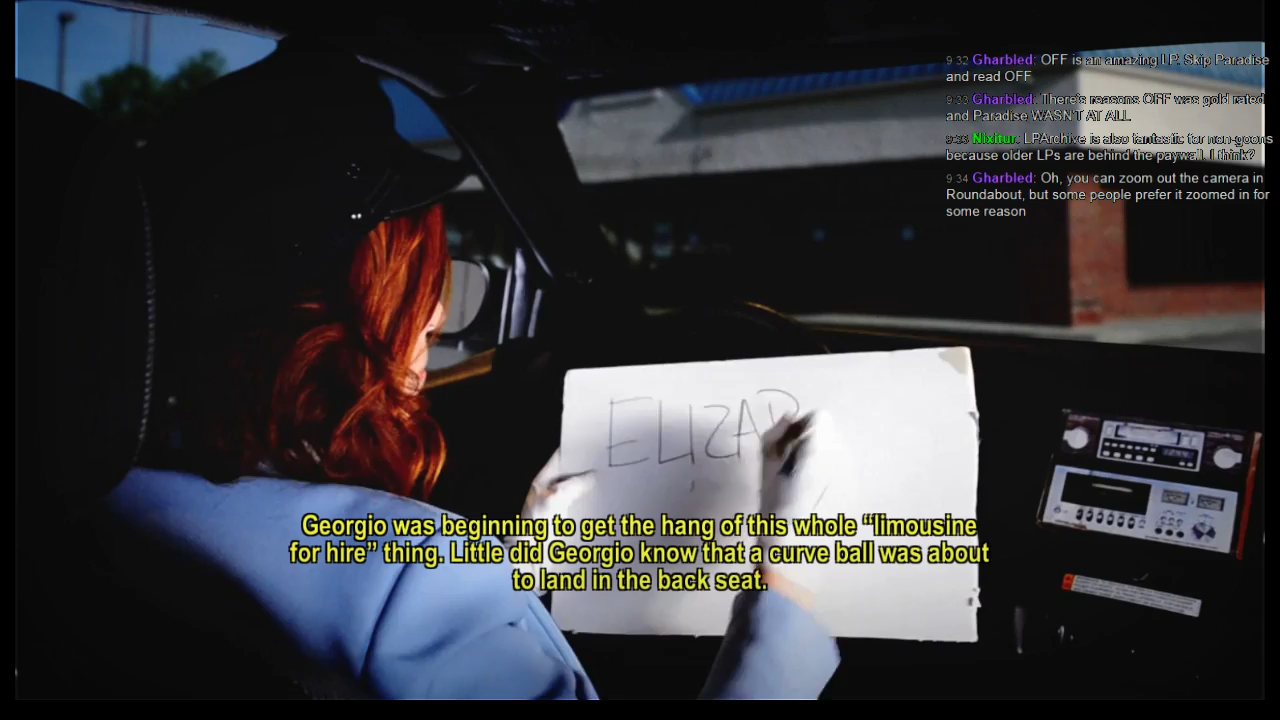 9:32 Gharbled: OFF is an amazing LP. Skip Paradise
and read OFF
9:33 Gharbled: There's reasons OFF was gold rated
and Paradise WASN'T AT ALL
Nixitur: LPArchive is also fantastic for non-goons
because older LPs are behind the paywall, I think?
9:34 Gharbled: Oh, you can zoom out the camera in
Roundabout, but some people prefer it zoomed in for
some reason
ELIZAB
Georgio was beginning to get the hang of this whole “limousine
for hire” thing. Little did Georgio know that a curve ball was about
to land in the back seat.